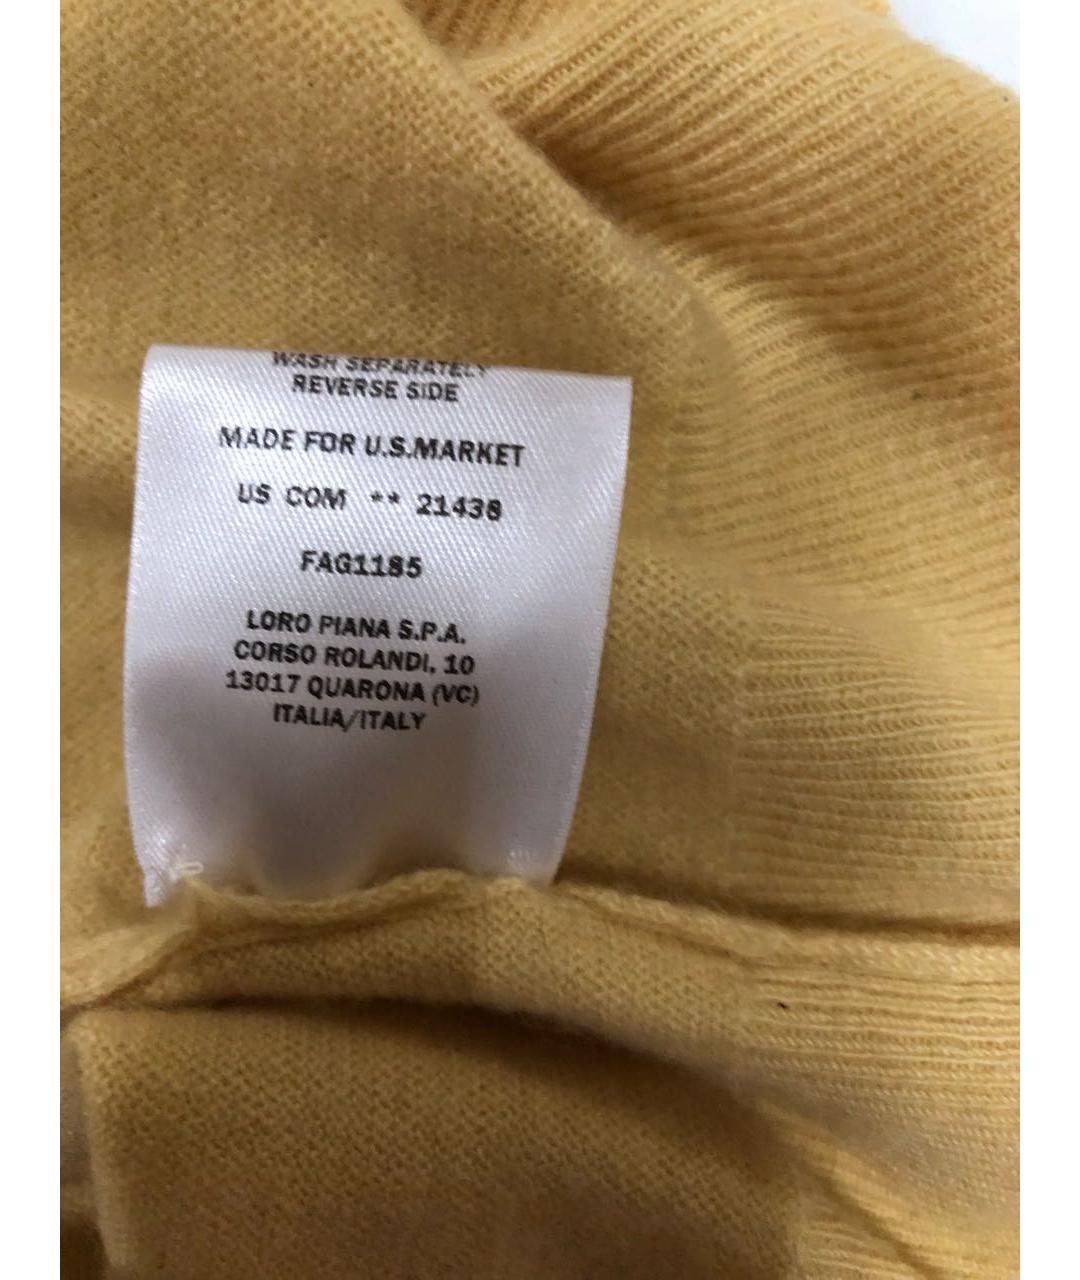 WASH SEPARATELY
REVERSE SIDE
MADE FOR U.S.MARKET
US COM ** 21438
FAG1185
LORO PIANA S.P.A.
CORSO ROLANDI, 10
13017 QUARONA (VC)
ITALIA/ITALY